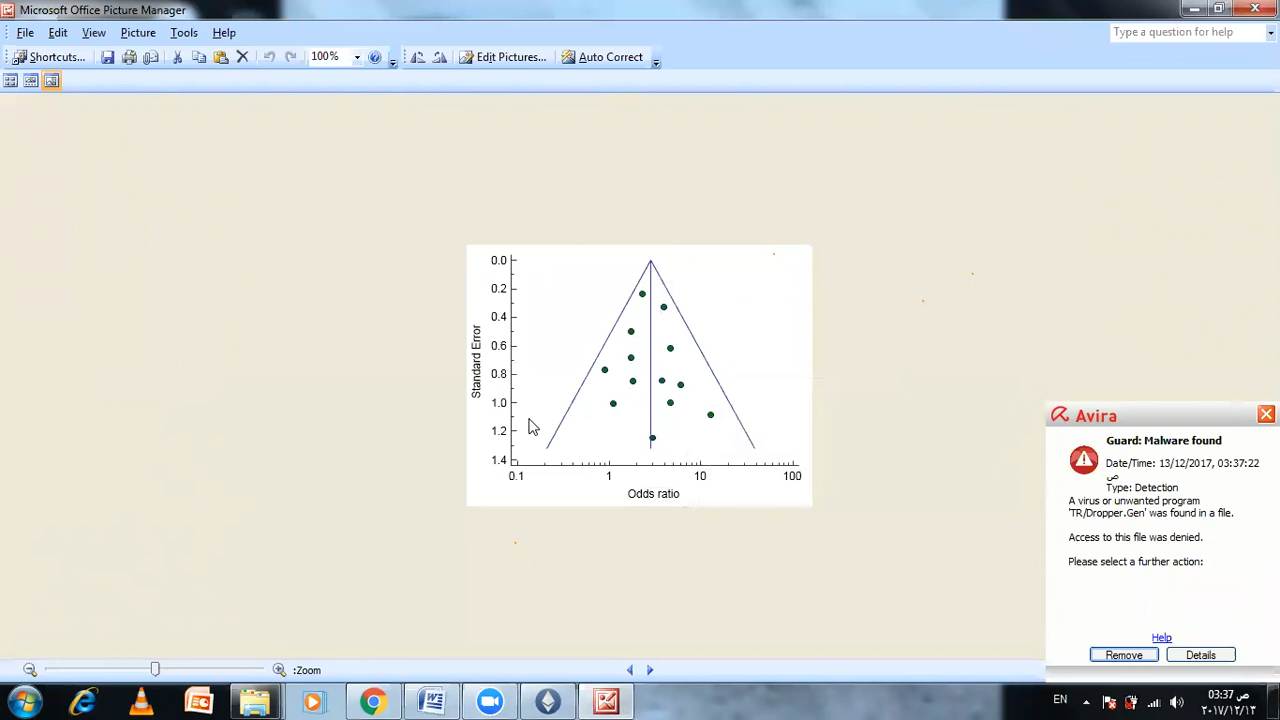 Microsoft Office Picture Manager
File Edit View Picture Tools Help
Type a question for help
Shortcuts...
100%
Edit Pictures...
Auto Correct
0.0
0.2
0.4
0.6
0.8
1.0
1.2
1.4
Standard Error
0.1 1 10 100
Odds ratio
Avira
Guard: Malware found
Date/Time: 13/12/2017, 03:37:22
ص
Type: Detection
A virus or unwanted program
'TR/Dropper.Gen' was found in a file.
Access to this file was denied.
Please select a further action:
Help
Remove Details
:Zoom
EN
03:37 ص
٢٠١٧/١٢/١٣